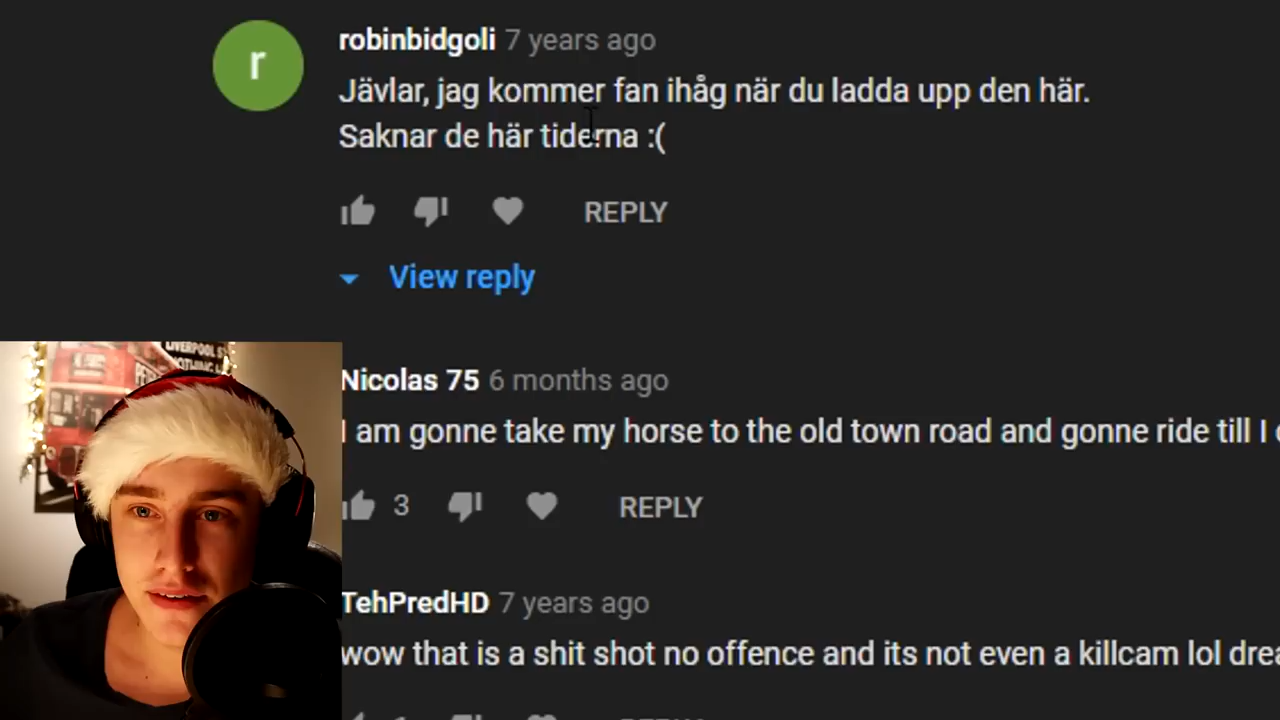 LIVERPOOL S
NOTHING
r
robinbidgoli 7 years ago
Jävlar, jag kommer fan ihåg när du ladda upp den här.
Saknar de här tiderna :(
REPLY
View reply
Nicolas 75 6 months ago
I am gonne take my horse to the old town road and gonne ride till I
3 REPLY
TehPredHD 7 years ago
wow that is a shit shot no offence and its not even a killcam lol